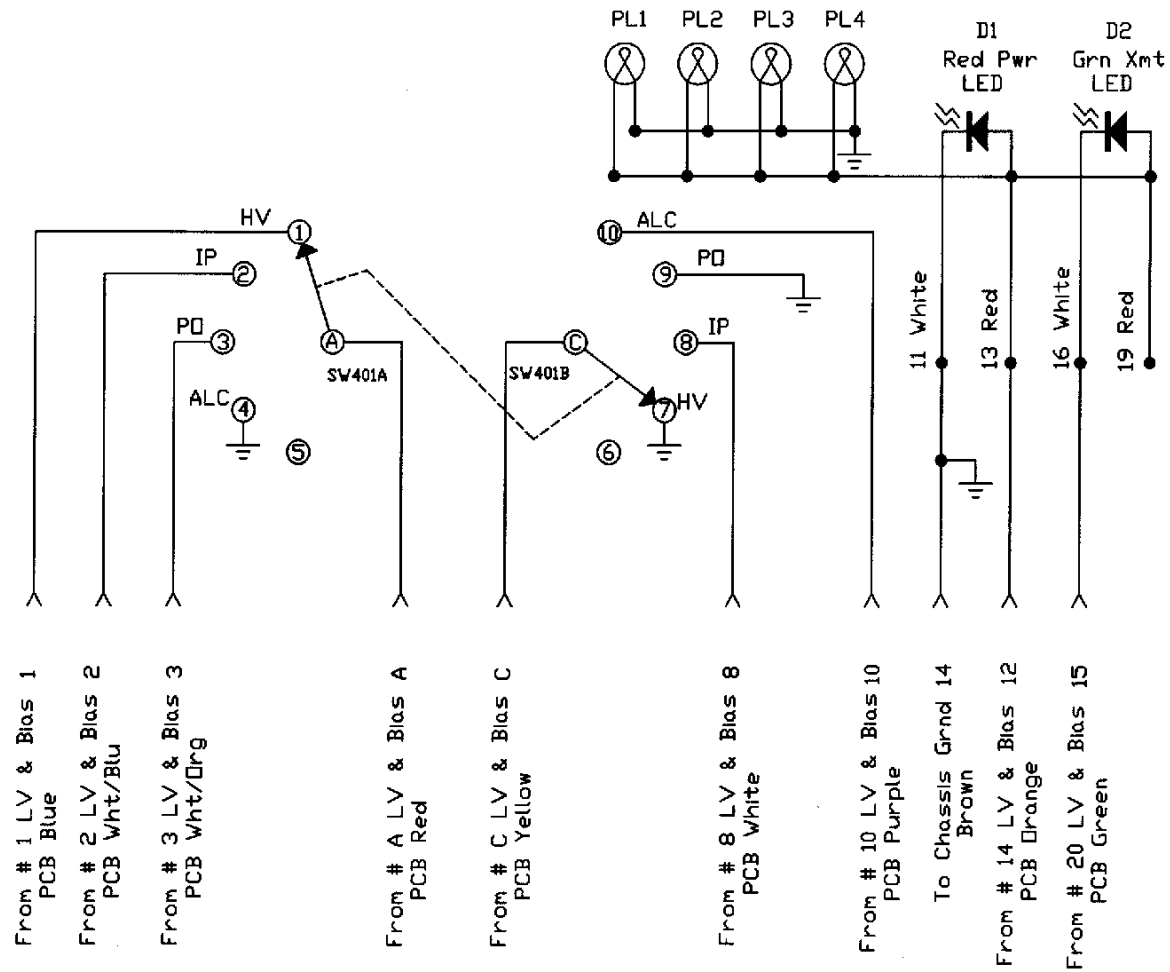 PL1 PL2 PL3 PL4
D1
Red Pwr
LED
D2
Grn Xmt
LED
HV 1
IP 2
PO 3
ALC 4
5
A
SW401A
10 ALC
9 PO
8 IP
7 HV
6
C
SW401B
11 White
13 Red
16 White
19 Red
From # 1 LV & Bias 1
PCB Blue
From # 2 LV & Bias 2
PCB Wht/Blu
From # 3 LV & Bias 3
PCB Wht/Org
From # A LV & Bias A
PCB Red
From # C LV & Bias C
PCB Yellow
From # 8 LV & Bias 8
PCB White
From # 10 LV & Bias 10
PCB Purple
To Chassis Grnd 14
Brown
From # 14 LV & Bias 12
PCB Orange
From # 20 LV & Bias 15
PCB Green